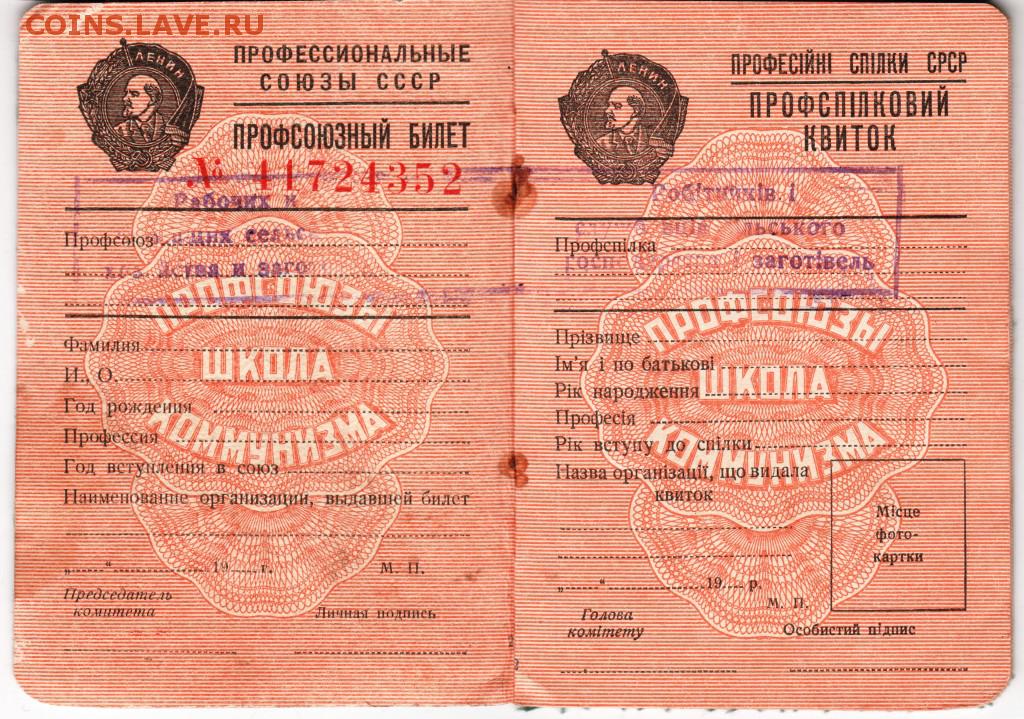 COINS.LAVE.RU
ЛЕНИН
ПРОФЕССИОНАЛЬНЫЕ
СОЮЗЫ СССР
ПРОФСОЮЗНЫЙ БИЛЕТ
№ 41724352
Рабочих и
Профсоюз
и заго
ПРОФСОЮЗЫ
Фамилия
ШКОЛА
И., О.
Год рождения
КОММУНИЗМА
Профессия
Год вступления в союз
Наименование организации, выдавшей билет
„ “ 19 г. М. П.
Председатель
комитета
Личная подпись
ЛЕНИН
ПРОФЕСІЙНІ СПІЛКИ СРСР
ПРОФСПІЛКОВИЙ
КВИТОК
Робітників і
Профспілка
заготівель
ПРОФСОЮЗЫ
Прізвище
Ім’я і по батькові
Рік народження
ШКОЛА
Професія
КОММУНИЗМА
Рік вступу до спілки
Назва організації, що видала
квиток
Місце
фото-
картки
„ “ 19 р.
М. П.
Голова
комітету
Особистий підпис